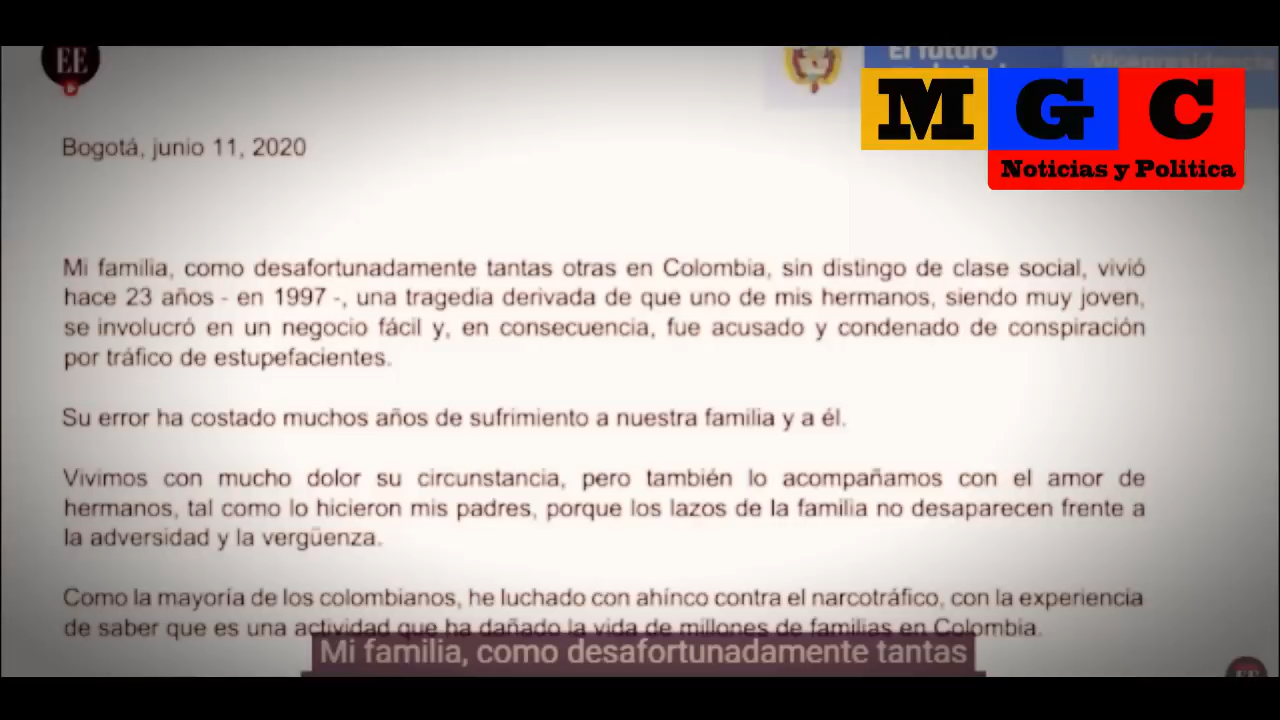 EE
El futuro
Vicepresidencia
M G C
Noticias y Politica
Bogotá, junio 11, 2020
Mi familia, como desafortunadamente tantas otras en Colombia, sin distingo de clase social, vivió
hace 23 años - en 1997 -, una tragedia derivada de que uno de mis hermanos, siendo muy joven,
se involucró en un negocio fácil y, en consecuencia, fue acusado y condenado de conspiración
por tráfico de estupefacientes.
Su error ha costado muchos años de sufrimiento a nuestra familia y a él.
Vivimos con mucho dolor su circunstancia, pero también lo acompañamos con el amor de
hermanos, tal como lo hicieron mis padres, porque los lazos de la familia no desaparecen frente a
la adversidad y la vergüenza.
Como la mayoría de los colombianos, he luchado con ahínco contra el narcotráfico, con la experiencia
de saber que es una actividad que ha dañado la vida de millones de familias en Colombia.
Mi familia, como desafortunadamente tantas
EE